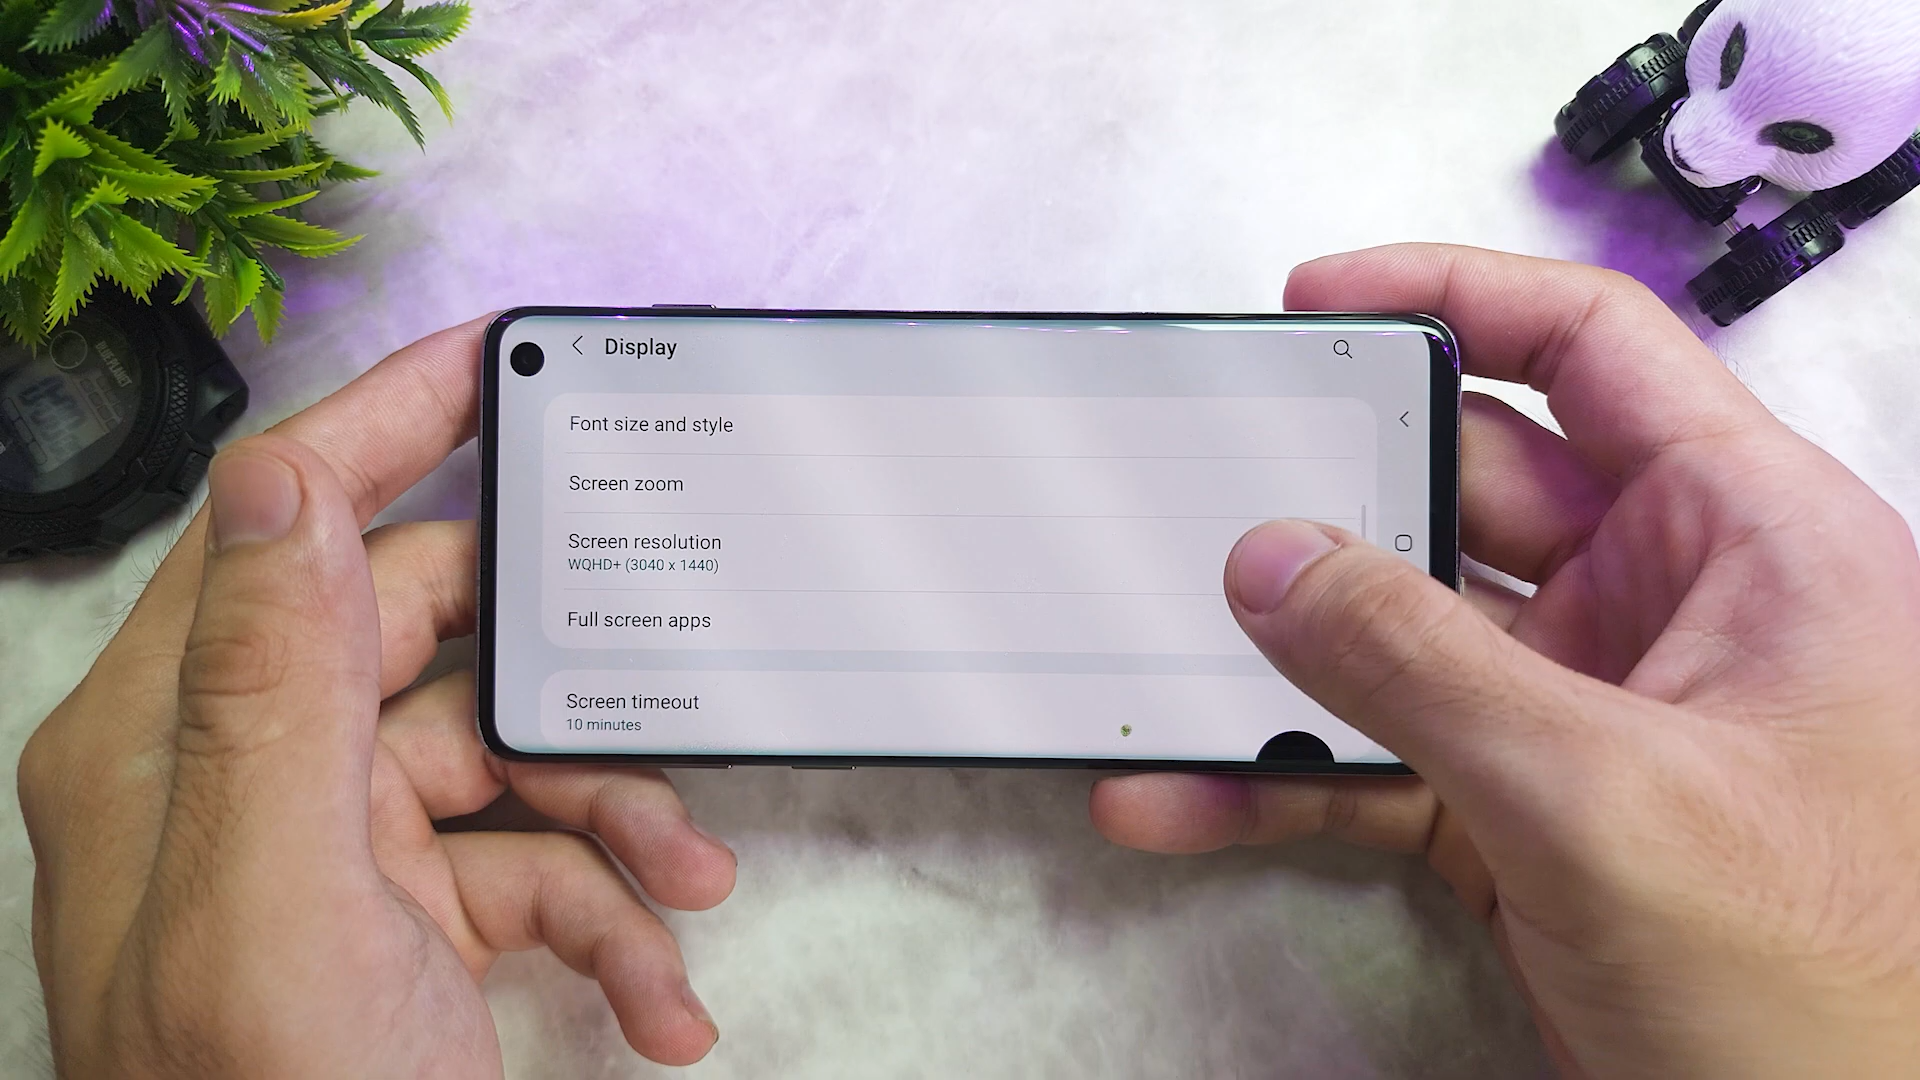 Display
Font size and style
Screen zoom
Screen resolution
WQHD+ (3040 x 1440)
Full screen apps
Screen timeout
10 minutes